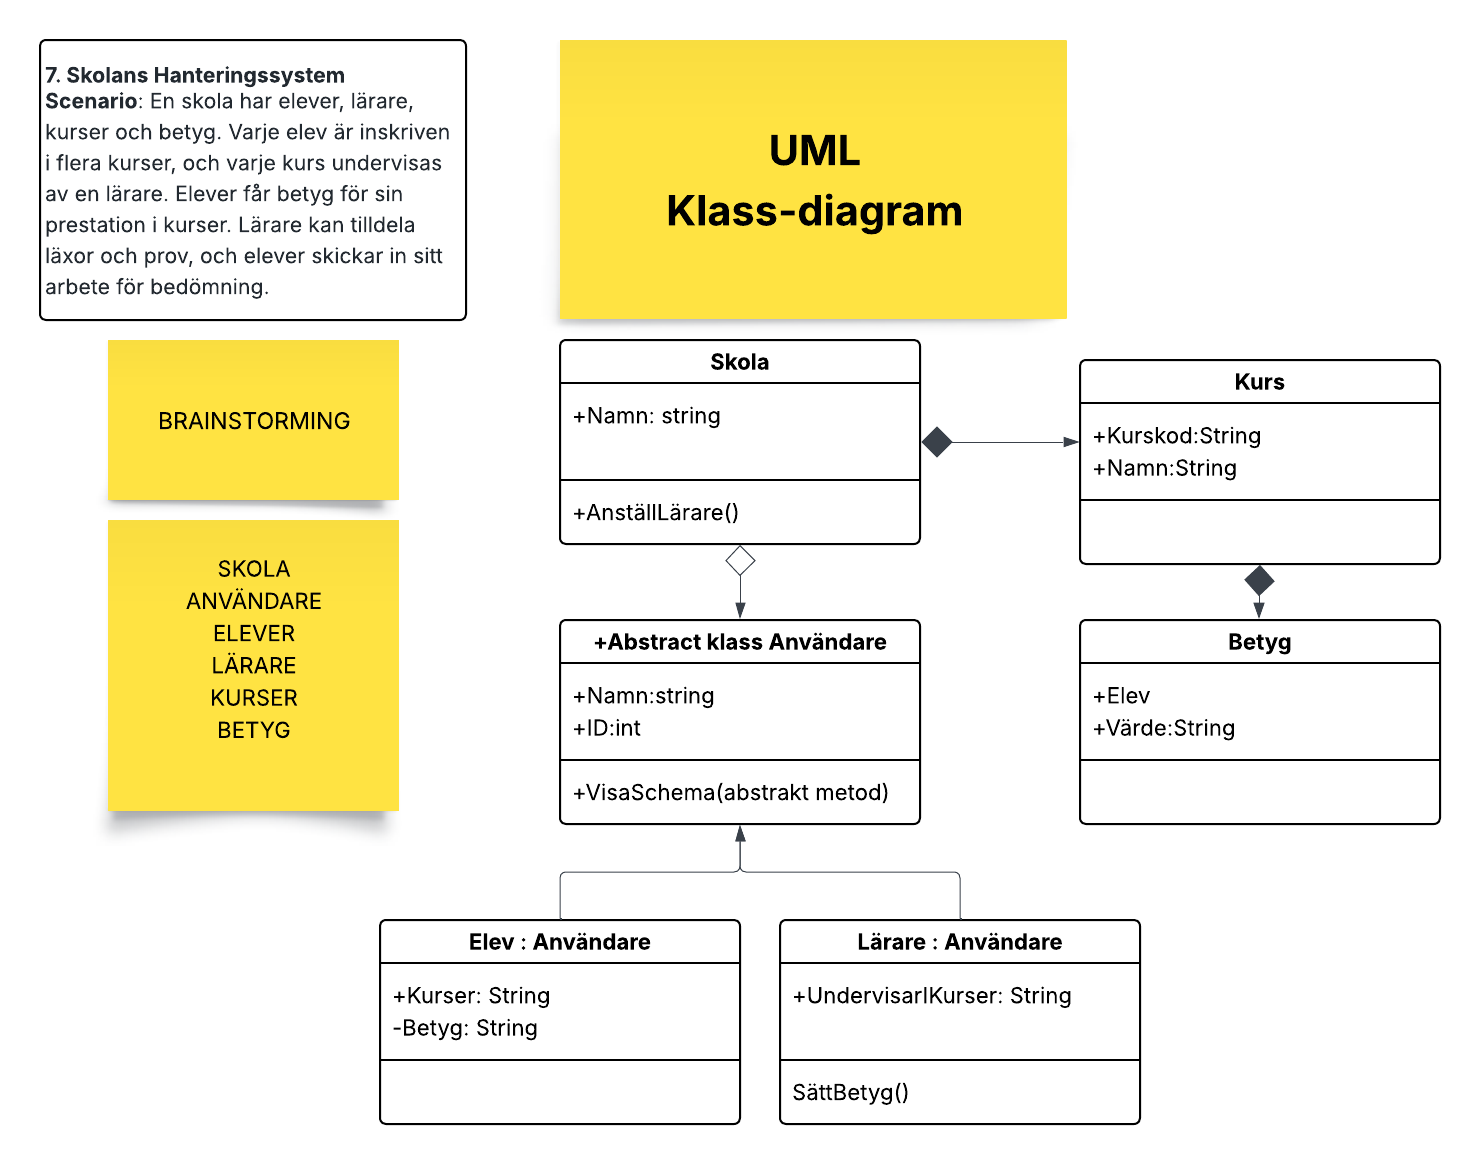 7. Skolans Hanteringssystem
Scenario: En skola har elever, lärare,
kurser och betyg. Varje elev är inskriven
i flera kurser, och varje kurs undervisas
av en lärare. Elever får betyg för sin
prestation i kurser. Lärare kan tilldela
läxor och prov, och elever skickar in sitt
arbete för bedömning.
UML
Klass-diagram
BRAINSTORMING
SKOLA
ANVÄNDARE
ELEVER
LÄRARE
KURSER
BETYG
Skola
+Namn: string
+AnställLärare()
Kurs
+Kurskod:String
+Namn:String
+Abstract klass Användare
+Namn:string
+ID:int
+VisaSchema(abstrakt metod)
Betyg
+Elev
+Värde:String
Elev : Användare
+Kurser: String
-Betyg: String
Lärare : Användare
+UndervisarIKurser: String
SättBetyg()